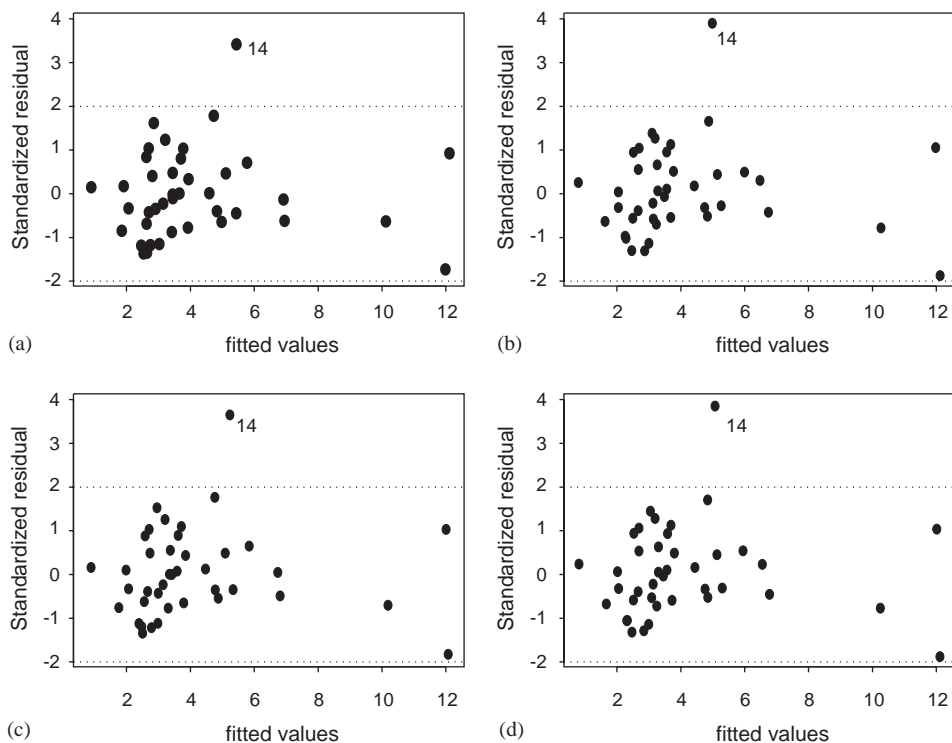 4
3
2
1
0
-1
-2
Standardized residual
14
2 4 6 8 10 12
(a) fitted values
4
3
2
1
0
-1
-2
Standardized residual
14
2 4 6 8 10 12
(b) fitted values
4
3
2
1
0
-1
-2
Standardized residual
14
2 4 6 8 10 12
(c) fitted values
4
3
2
1
0
-1
-2
Standardized residual
14
2 4 6 8 10 12
(d) fitted values